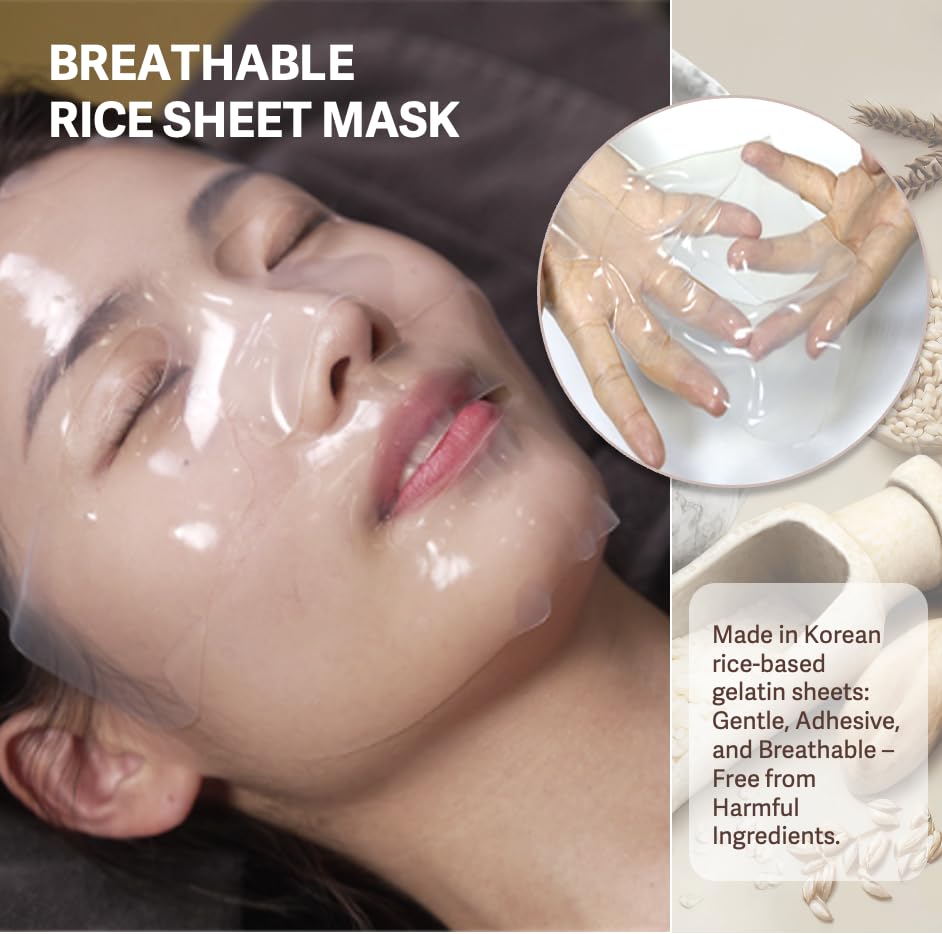 BREATHABLE
RICE SHEET MASK
Made in Korean
rice-based
gelatin sheets:
Gentle, Adhesive,
and Breathable –
Free from
Harmful
Ingredients.